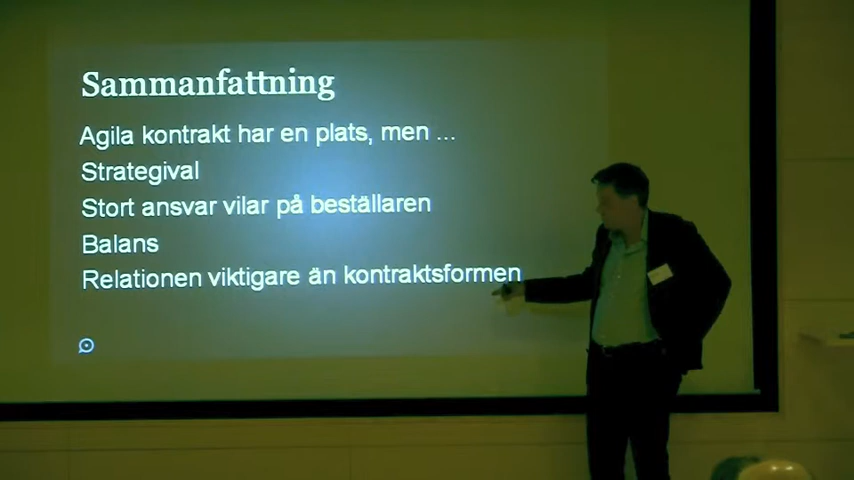 Sammanfattning
Agila kontrakt har en plats, men ...
Strategival
Stort ansvar vilar på beställaren
Balans
Relationen viktigare än kontraktsformen